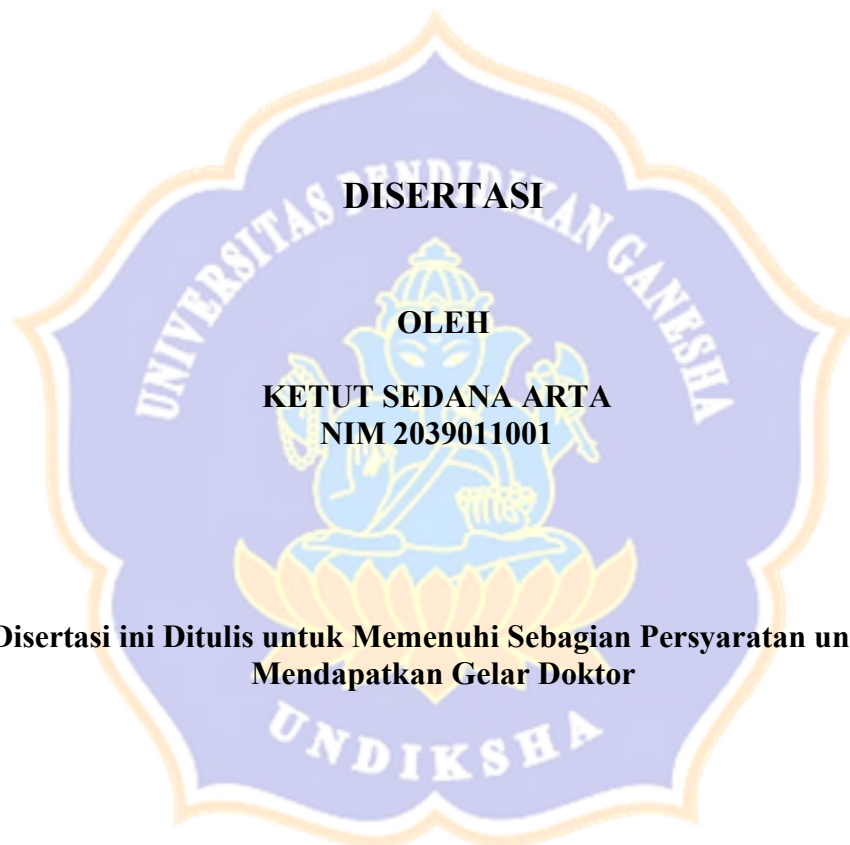 DISERTASI
UNIVERSITAS PENDIDIKAN GANESHA
OLEH
KETUT SEDANA ARTA
NIM 2039011001
Disertasi ini Ditulis untuk Memenuhi Sebagian Persyaratan un
Mendapatkan Gelar Doktor
UNDIKSHA